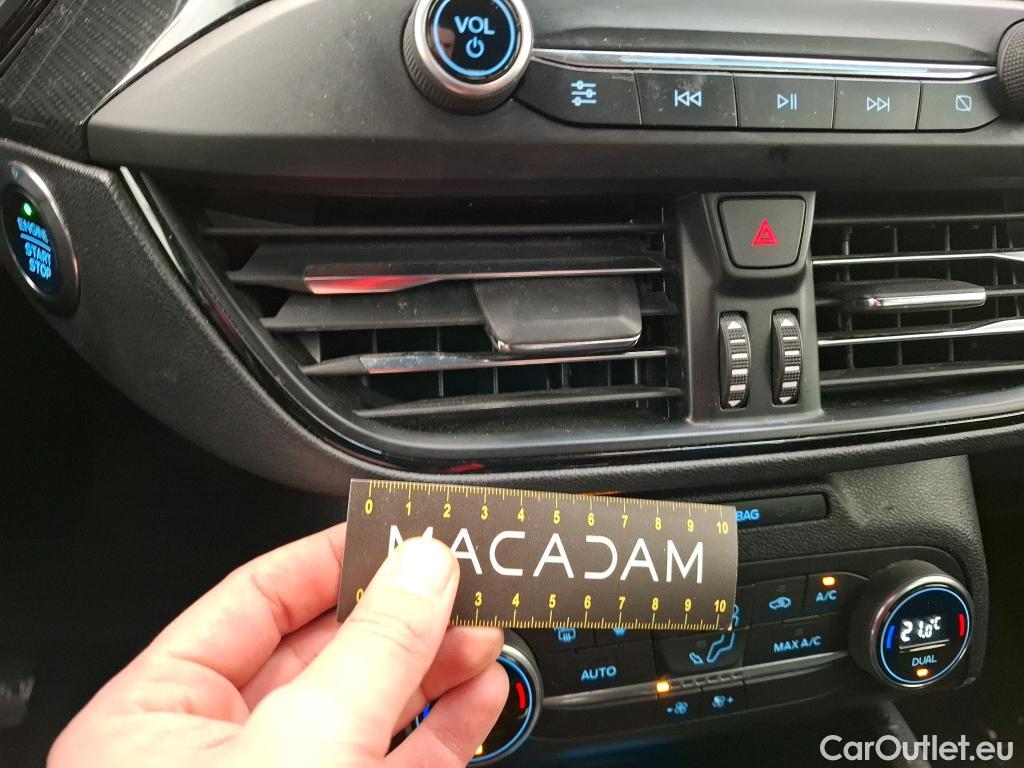 VOL
ENGINE
START
STOP
0 1 2 3 4 5 6 7 8 9 10
MACADAM
0 3 4 5 6 7 8 9 10
BAG
A/C
MAX A/C
AUTO
21.0°C
DUAL
CarOutlet.eu